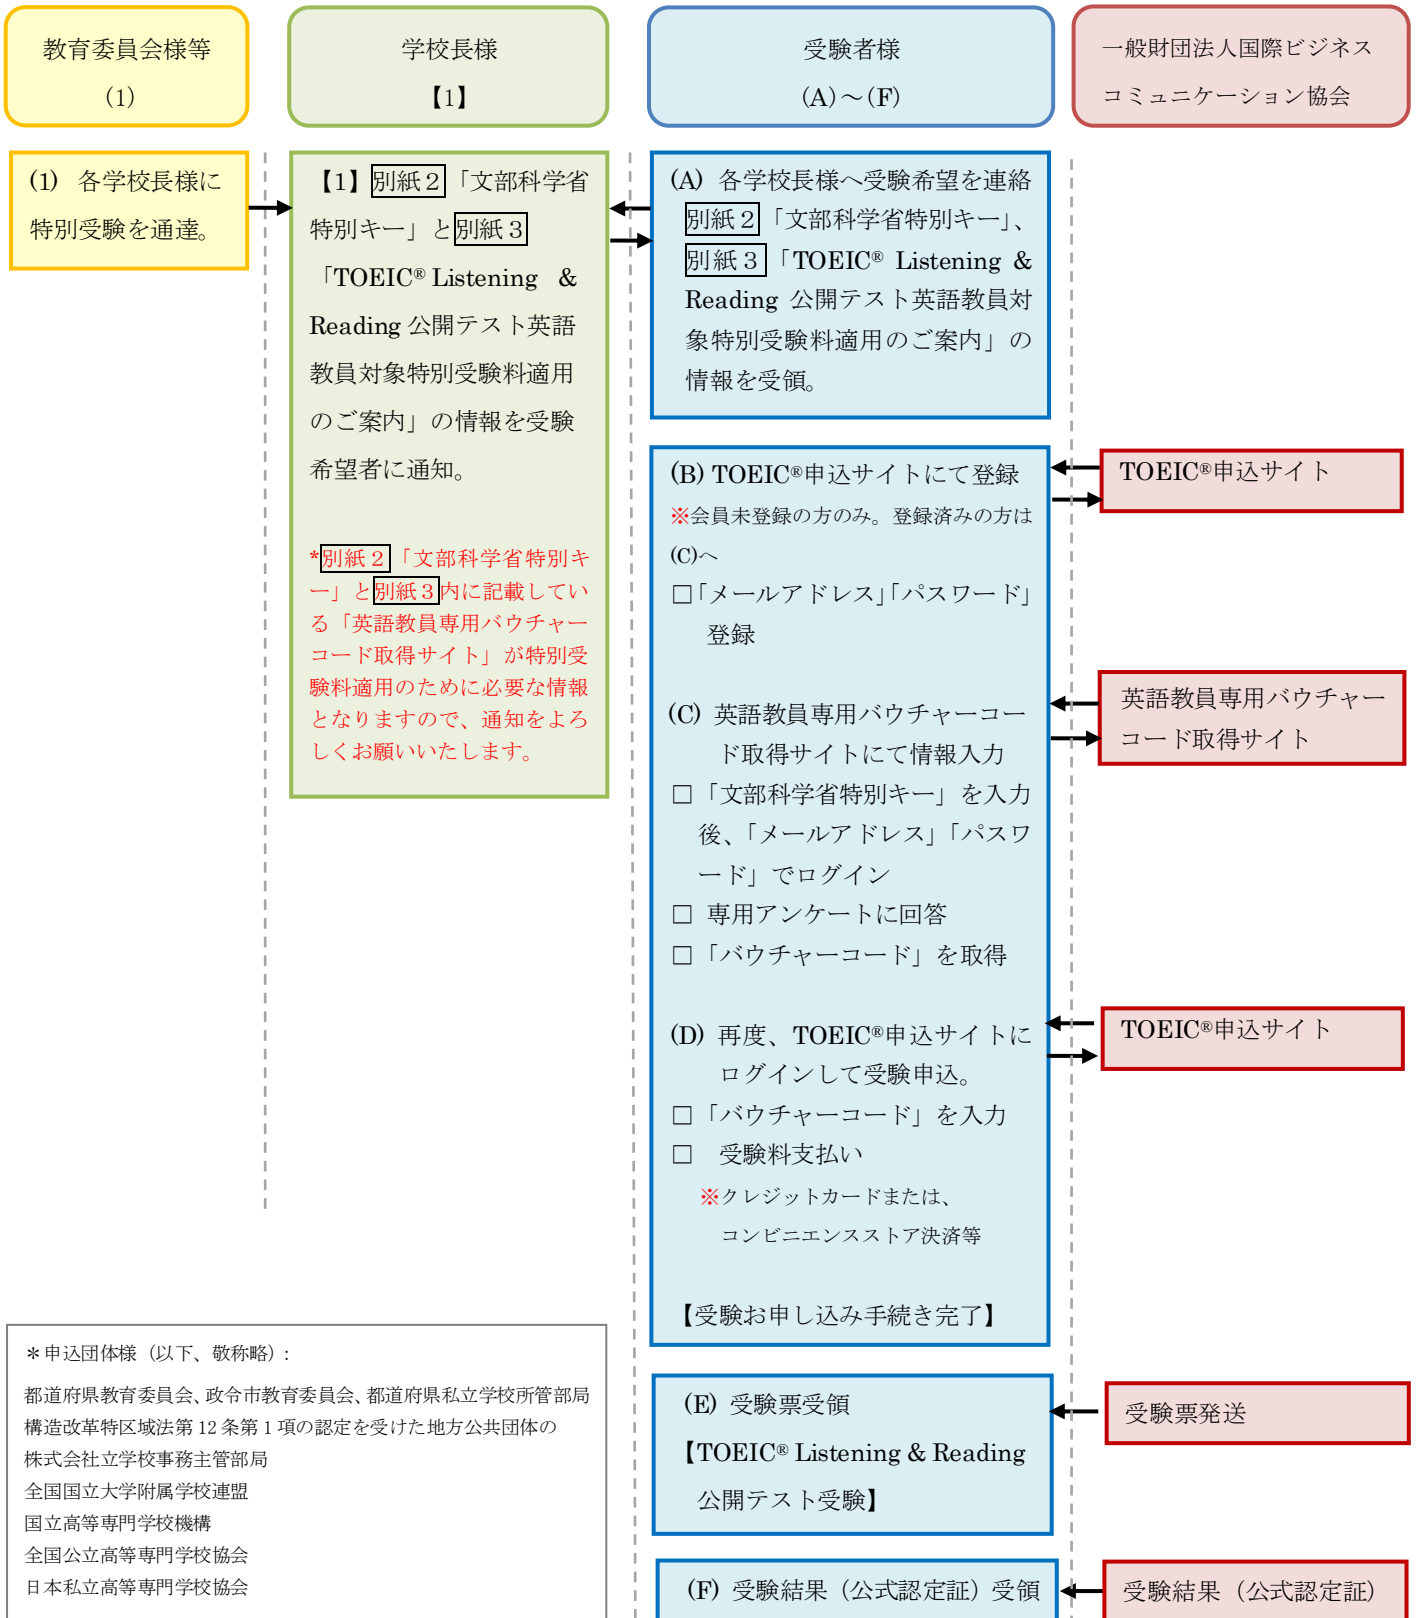 教育委員会様等
(1)
学校長様
【1】
受験者様
(A)～(F)
一般財団法人国際ビジネス
コミュニケーション協会
(1) 各学校長様に
特別受験を通達。
【1】別紙２「文部科学省
特別キー」と別紙３
「TOEIC® Listening &
Reading 公開テスト英語
教員対象特別受験料適用
のご案内」の情報を受験
希望者に通知。
*別紙２「文部科学省特別キ
ー」と別紙３内に記載してい
る「英語教員専用バウチャー
コード取得サイト」が特別受
験料適用のために必要な情報
となりますので、通知をよろ
しくお願いいたします。
(A) 各学校長様へ受験希望を連絡
別紙２「文部科学省特別キー」、
別紙３「TOEIC® Listening &
Reading 公開テスト英語教員対
象特別受験料適用のご案内」の
情報を受領。
(B) TOEIC®申込サイトにて登録
※会員未登録の方のみ。登録済みの方は
(C)へ
□「メールアドレス」「パスワード」
登録
(C) 英語教員専用バウチャーコー
ド取得サイトにて情報入力
□「文部科学省特別キー」を入力
後、「メールアドレス」「パスワ
ード」でログイン
□ 専用アンケートに回答
□「バウチャーコード」を取得
(D) 再度、TOEIC®申込サイトに
ログインして受験申込。
□「バウチャーコード」を入力
□ 受験料支払い
※クレジットカードまたは、
コンビニエンスストア決済等
【受験お申し込み手続き完了】
TOEIC®申込サイト
英語教員専用バウチャー
コード取得サイト
TOEIC®申込サイト
(E) 受験票受領
【TOEIC® Listening & Reading
公開テスト受験】
受験票発送
(F) 受験結果（公式認定証）受領
受験結果（公式認定証）
＊申込団体様（以下、敬称略）：
都道府県教育委員会、政令市教育委員会、都道府県私立学校所管部局
構造改革特区域法第 12 条第 1 項の認定を受けた地方公共団体の
株式会社立学校事務主管部局
全国国立大学附属学校連盟
国立高等専門学校機構
全国公立高等専門学校協会
日本私立高等専門学校協会